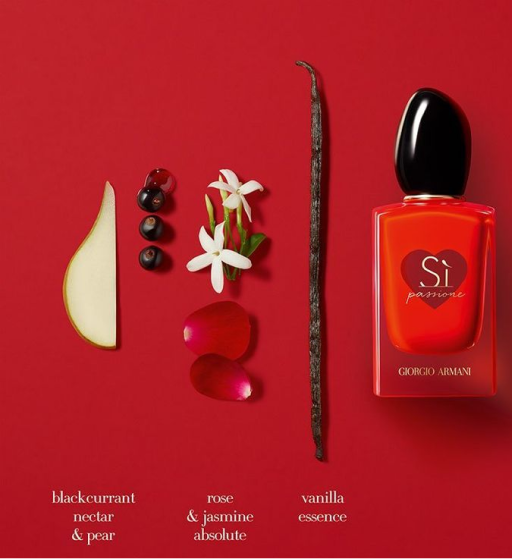 Sì
passione
GIORGIO ARMANI
blackcurrant
nectar
& pear
rose
& jasmine
absolute
vanilla
essence